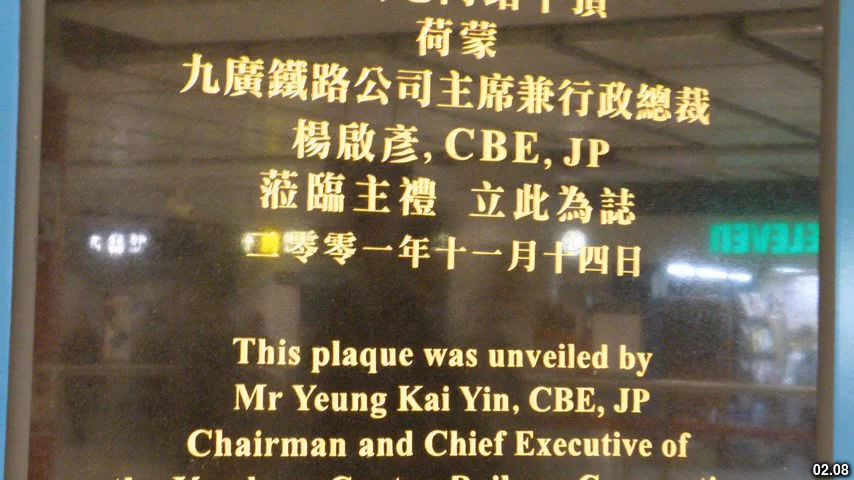 荷蒙
九廣鐵路公司主席兼行政總裁
楊啟彥, CBE, JP
蒞臨主禮 立此為誌
二零零一年十一月十四日
ELEVEN
This plaque was unveiled by
Mr Yeung Kai Yin, CBE, JP
Chairman and Chief Executive of
02.08